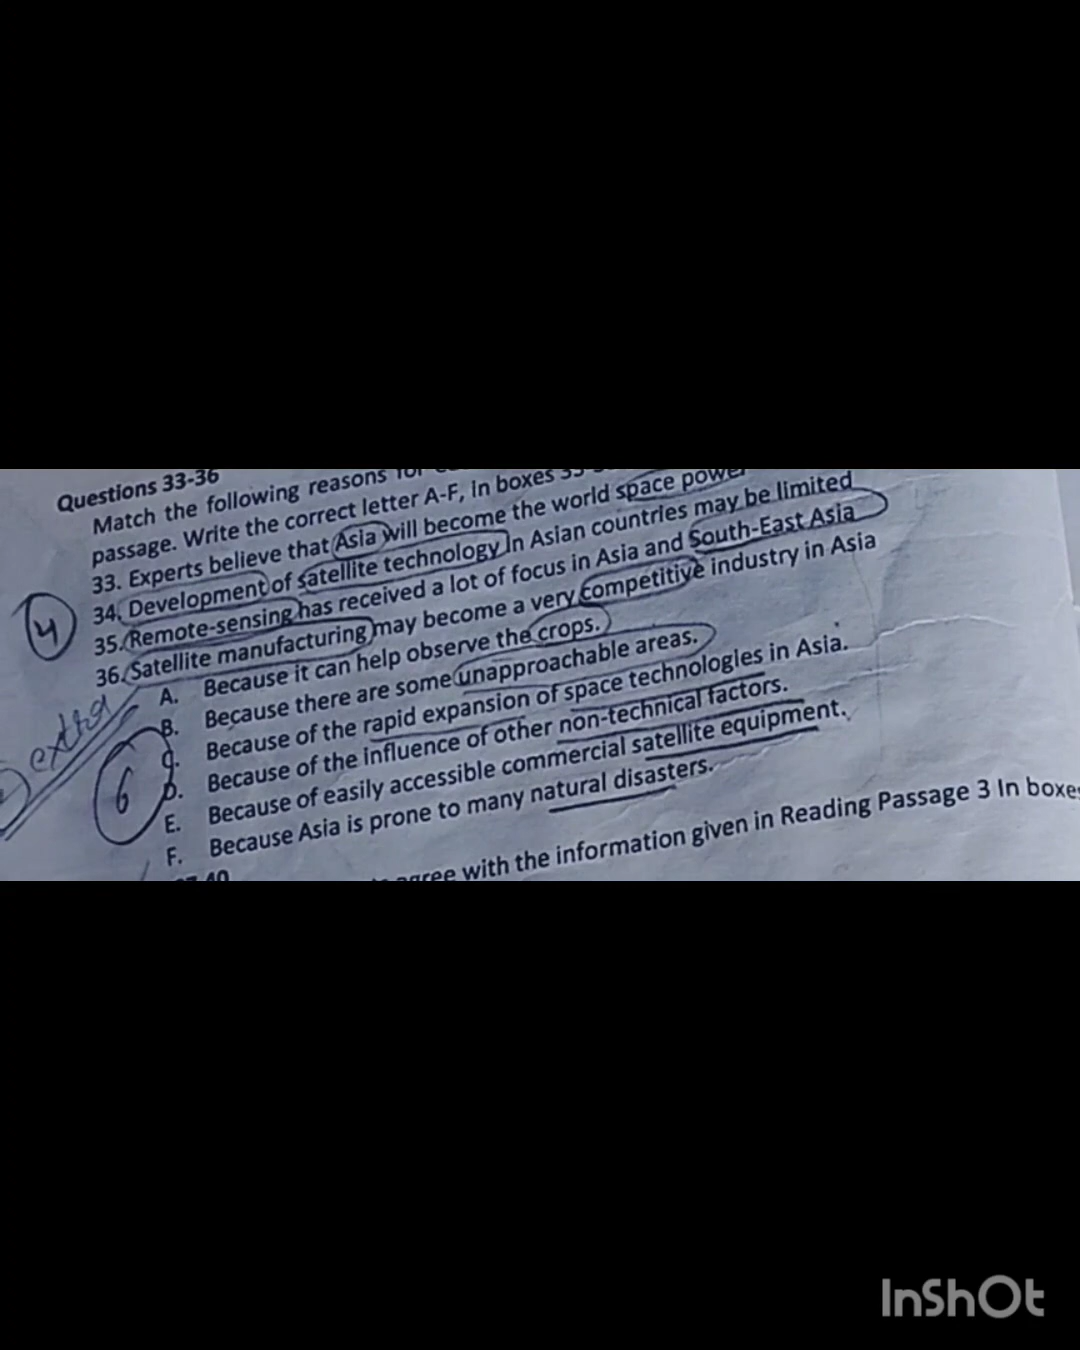 Questions 33-36
Match the following reasons for
passage. Write the correct letter A-F, in boxes
33. Experts believe that Asia will become the world space power
34. Development of satellite technology in Asian countries may be limited
35. Remote-sensing has received a lot of focus in Asia and South-East Asia
36. Satellite manufacturing may become a very competitive industry in Asia
A. Because it can help observe the crops.
B. Because there are some unapproachable areas.
C. Because of the rapid expansion of space technologies in Asia.
D. Because of the influence of other non-technical factors.
E. Because of easily accessible commercial satellite equipment.
F. Because Asia is prone to many natural disasters.
agree with the information given in Reading Passage 3 In boxes
4
extra
6
InShOt